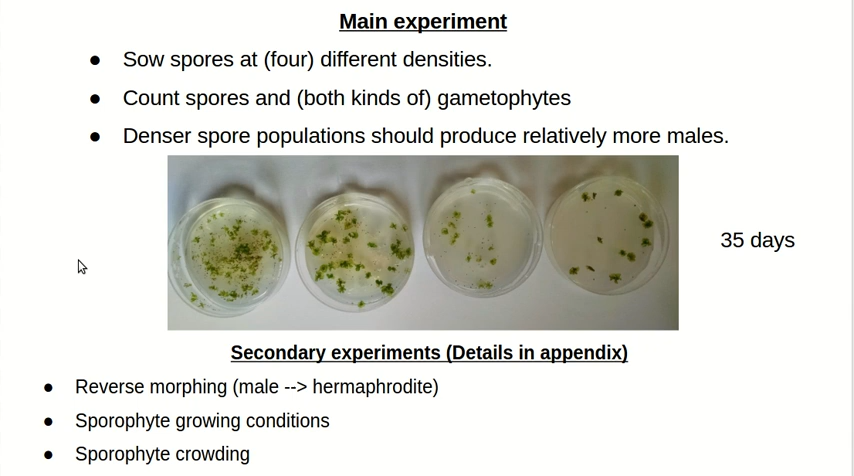 Main experiment
● Sow spores at (four) different densities.
● Count spores and (both kinds of) gametophytes
● Denser spore populations should produce relatively more males.
35 days
Secondary experiments (Details in appendix)
● Reverse morphing (male --> hermaphrodite)
● Sporophyte growing conditions
● Sporophyte crowding